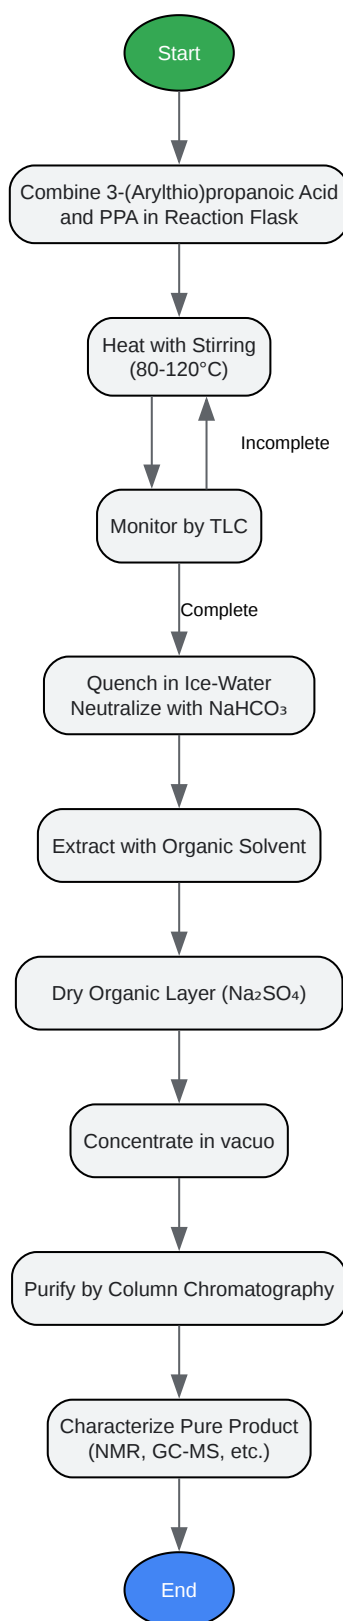 Start
Combine 3-(Arylthio)propanoic Acid
and PPA in Reaction Flask
Heat with Stirring
(80-120°C)
Incomplete
Monitor by TLC
Complete
Quench in Ice-Water
Neutralize with NaHCO₃
Extract with Organic Solvent
Dry Organic Layer (Na₂SO₄)
Concentrate in vacuo
Purify by Column Chromatography
Characterize Pure Product
(NMR, GC-MS, etc.)
End